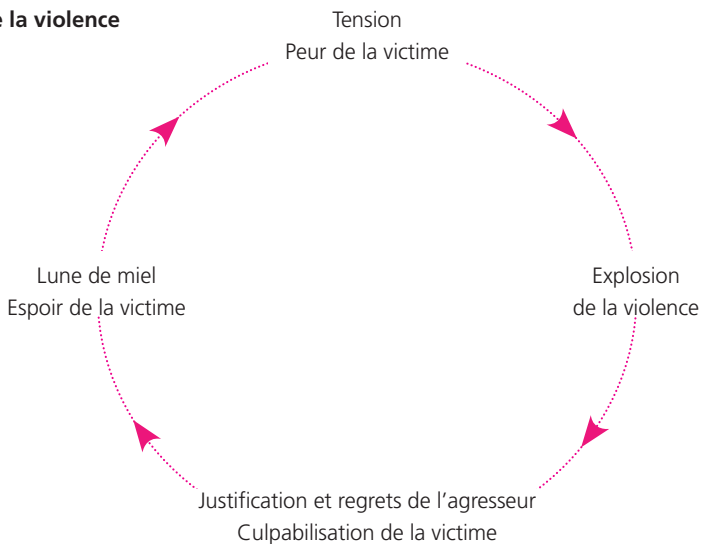 la violence
Tension
Peur de la victime
Explosion
de la violence
Justification et regrets de l’agresseur
Culpabilisation de la victime
Lune de miel
Espoir de la victime